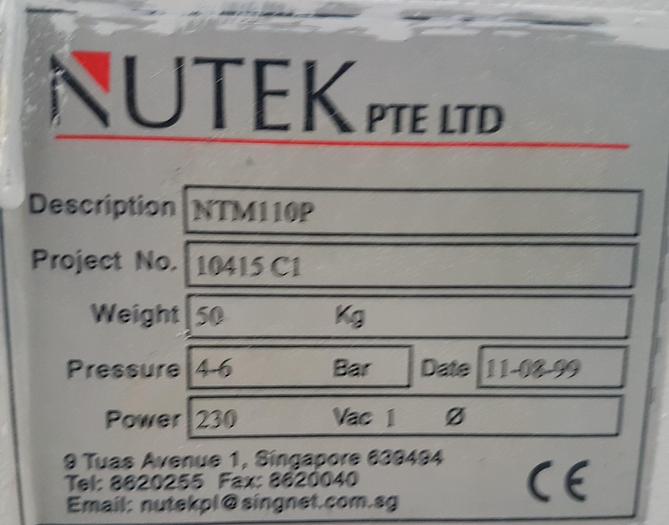 NUTEK PTE LTD
Description NTM110P
Project No. 10415 C1
Weight 50 Kg
Pressure 4-6 Bar Date 11-08-99
Power 230 Vac 1 Ø
9 Tuas Avenue 1, Singapore 639494
Tel: 8620255 Fax: 8620040
Email: nutekpl@singnet.com.sg
CE